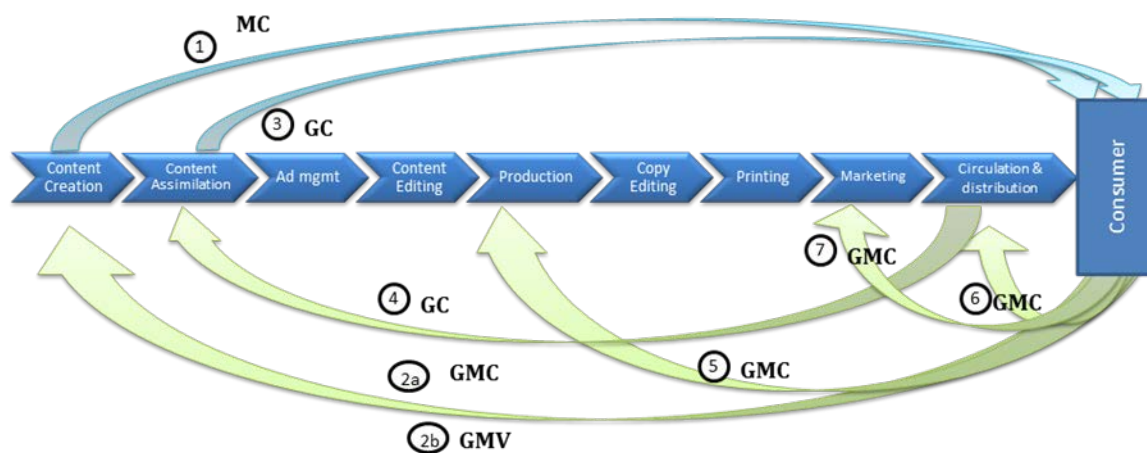 1 MC
3 GC
Content Creation
Content Assimilation
Ad mgmt
Content Editing
Production
Copy Editing
Printing
Marketing
Circulation & distribution
Consumer
7 GMC
4 GC
6 GMC
2a GMC
5 GMC
2b GMV